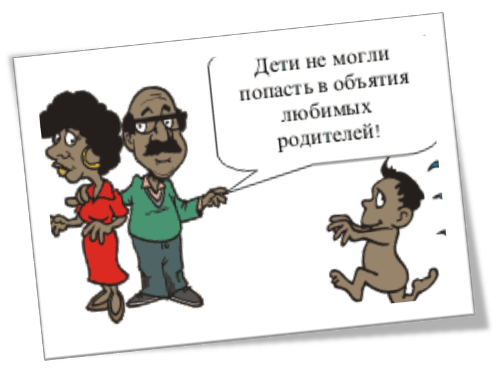 Дети не могли
попасть в объятия
любимых
родителей!